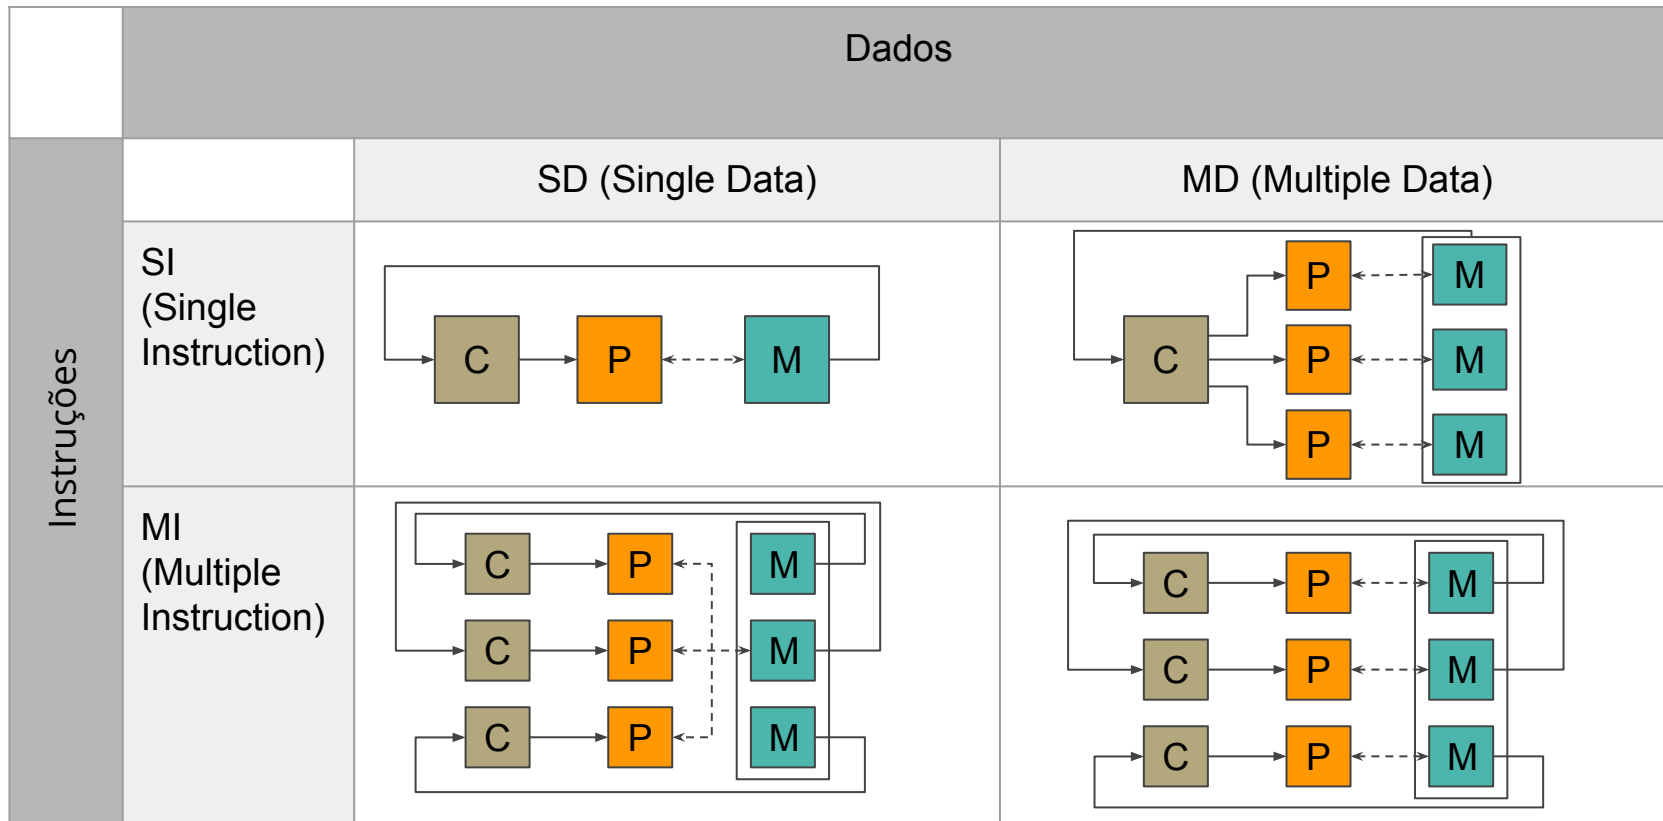 Dados
SD (Single Data)
MD (Multiple Data)
Instruções
SI
(Single
Instruction)
C P M
C
P M
P M
P M
MI
(Multiple
Instruction)
C P M
C P M
C P M
C P M
C P M
C P M